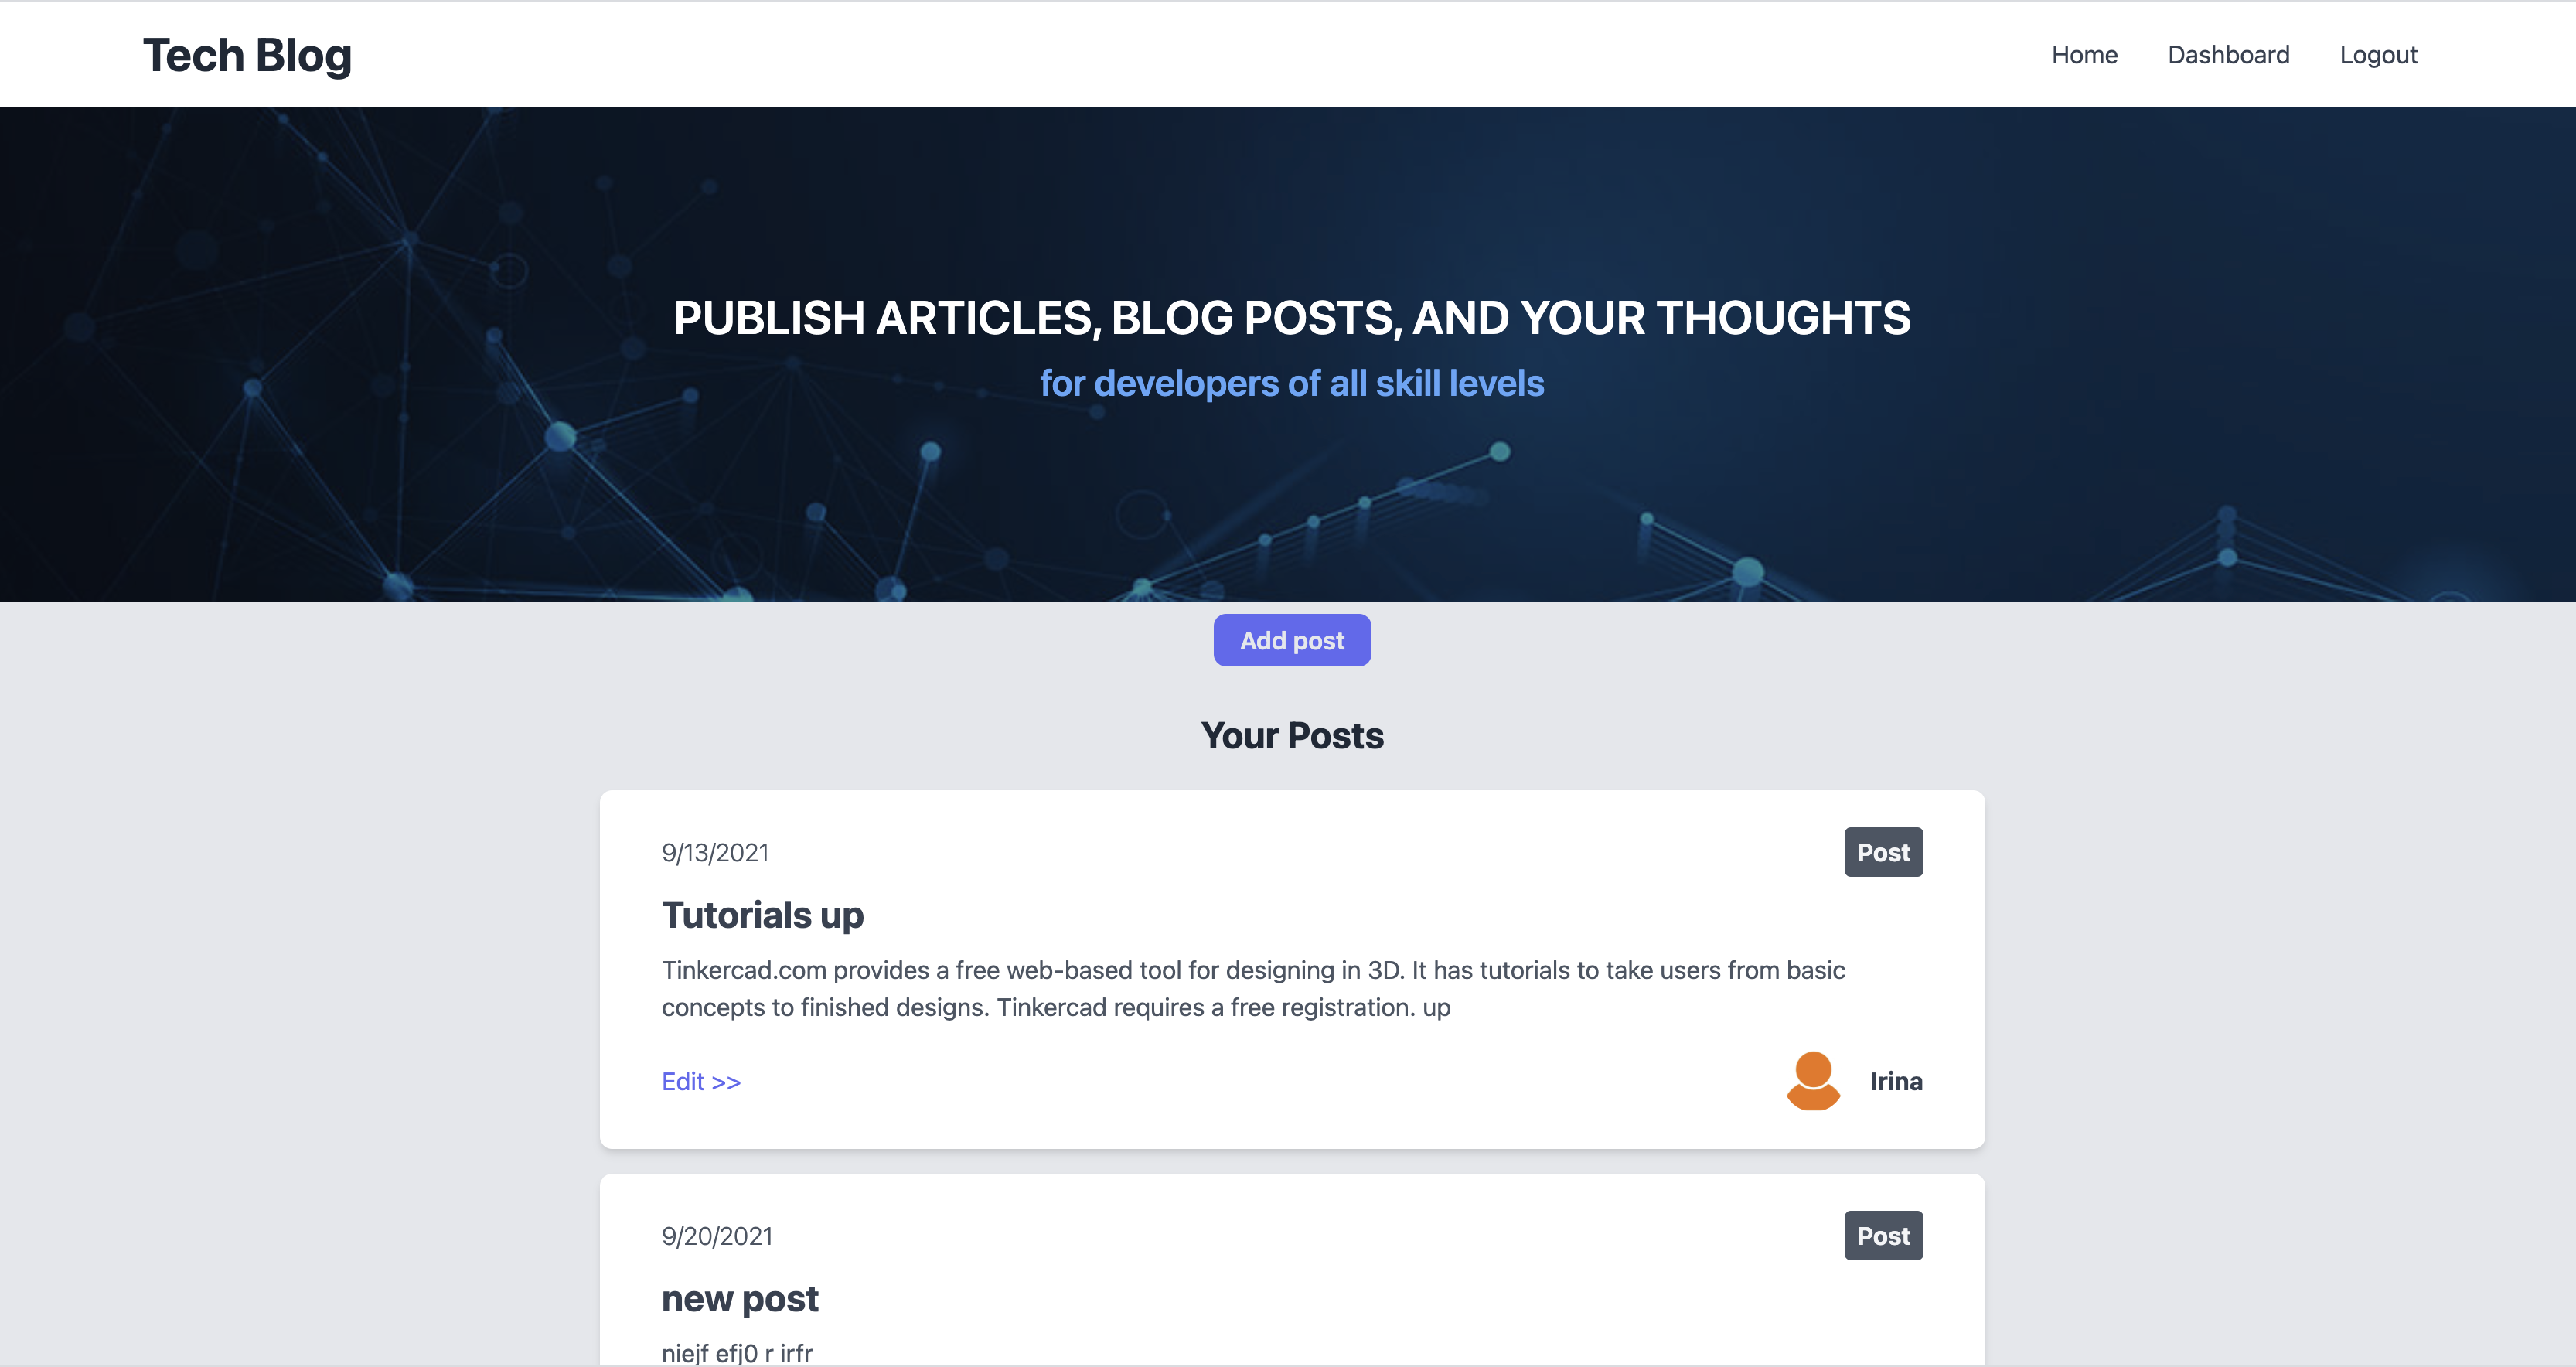 Tech Blog
Home Dashboard Logout
PUBLISH ARTICLES, BLOG POSTS, AND YOUR THOUGHTS
for developers of all skill levels
Add post
Your Posts
9/13/2021
Post
Tutorials up
Tinkercad.com provides a free web-based tool for designing in 3D. It has tutorials to take users from basic
concepts to finished designs. Tinkercad requires a free registration. up
Edit >>
Irina
9/20/2021
Post
new post
niejf efj0 r irfr